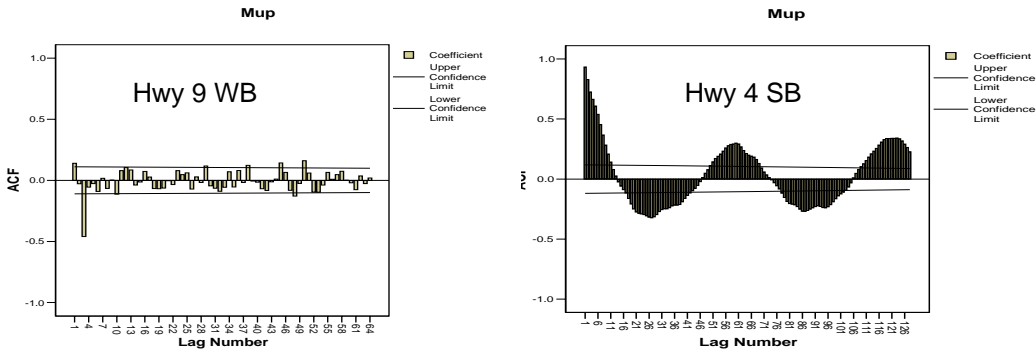 Mup
1.0
0.5
0.0
-0.5
-1.0
ACF
Hwy 9 WB
1 4 7 10 13 16 19 22 25 28 31 34 37 40 43 46 49 52 55 58 61 64
Lag Number
Coefficient
Upper
Confidence
Limit
Lower
Confidence
Limit
Mup
1.0
0.5
0.0
-0.5
-1.0
ACF
Hwy 4 SB
1 6 11 16 21 26 31 36 41 46 51 56 61 66 71 76 81 86 91 96 101 106 111 116 121 126
Lag Number
Coefficient
Upper
Confidence
Limit
Lower
Confidence
Limit